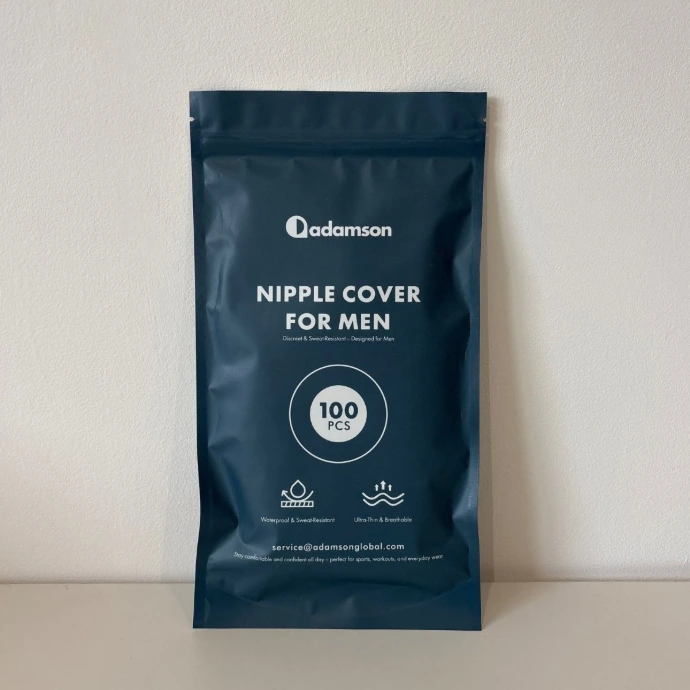 adamson
NIPPLE COVER
FOR MEN
Discreet & Sweat-Resistant – Designed for Men
100
PCS
Waterproof & Sweat-Resistant
Ultra-Thin & Breathable
service@adamsonglobal.com
Stay comfortable and confident all day – perfect for sports, workouts, and everyday wear